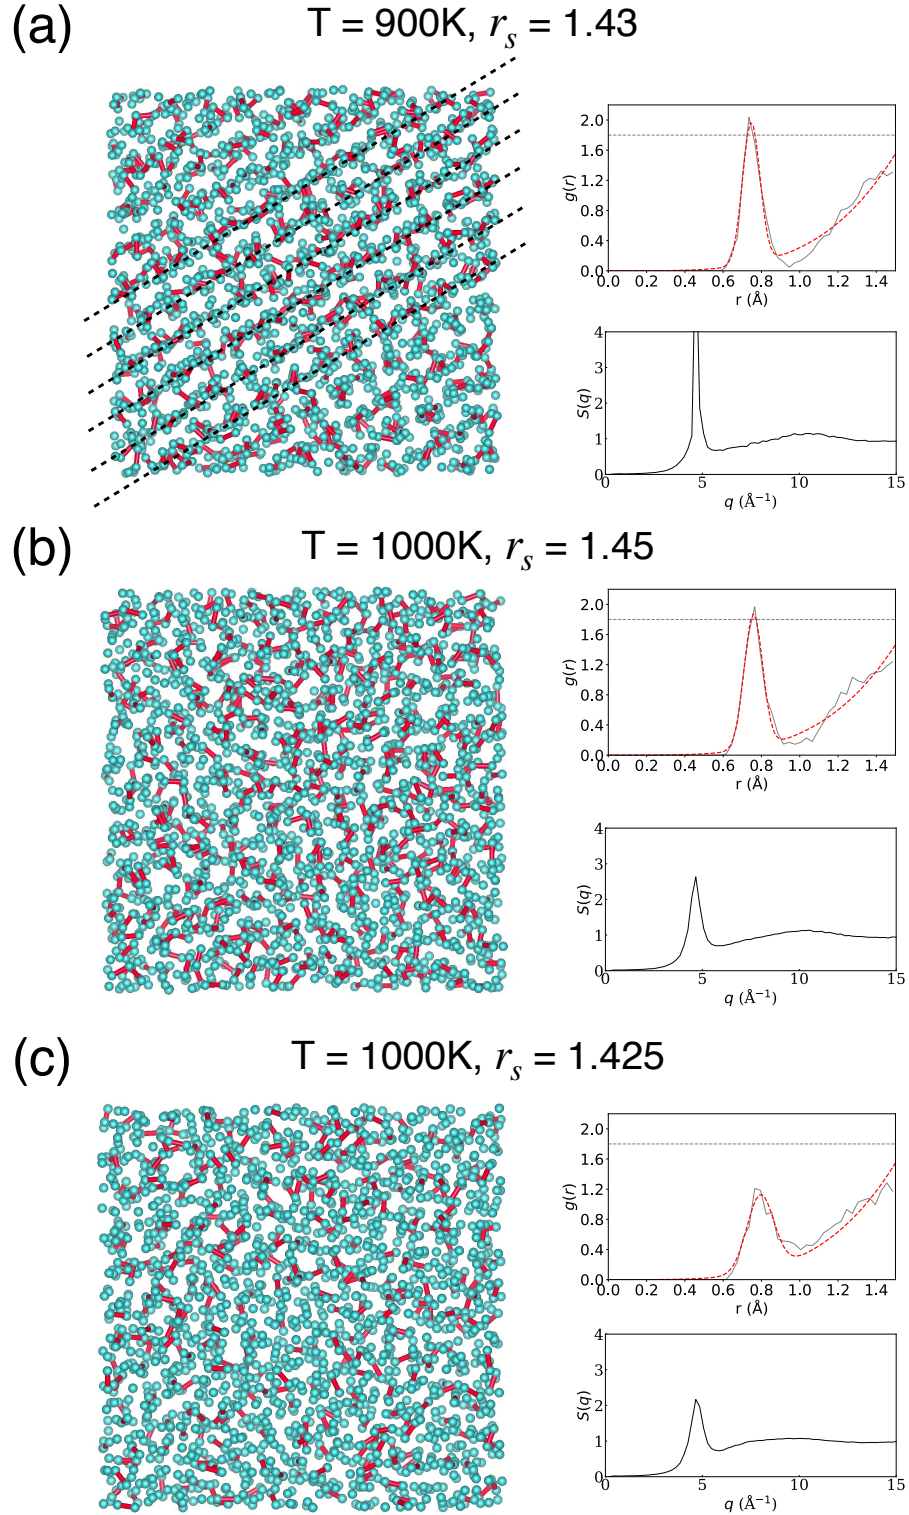 (a)
T = 900K, rₛ = 1.43
2.0
1.6
1.2
0.8
0.4
0.0
g(r)
0.0 0.2 0.4 0.6 0.8 1.0 1.2 1.4
r (Å)
4
3
2
1
0
S(q)
0 5 10 15
q (Å⁻¹)
(b)
T = 1000K, rₛ = 1.45
2.0
1.6
1.2
0.8
0.4
0.0
g(r)
0.0 0.2 0.4 0.6 0.8 1.0 1.2 1.4
r (Å)
4
3
2
1
0
S(q)
0 5 10 15
q (Å⁻¹)
(c)
T = 1000K, rₛ = 1.425
2.0
1.6
1.2
0.8
0.4
0.0
g(r)
0.0 0.2 0.4 0.6 0.8 1.0 1.2 1.4
r (Å)
4
3
2
1
0
S(q)
0 5 10 15
q (Å⁻¹)